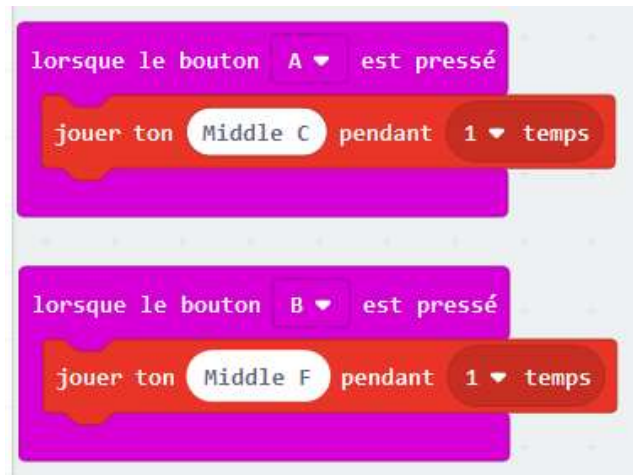 lorsque le bouton A est pressé
jouer ton Middle C pendant 1 temps
lorsque le bouton B est pressé
jouer ton Middle F pendant 1 temps